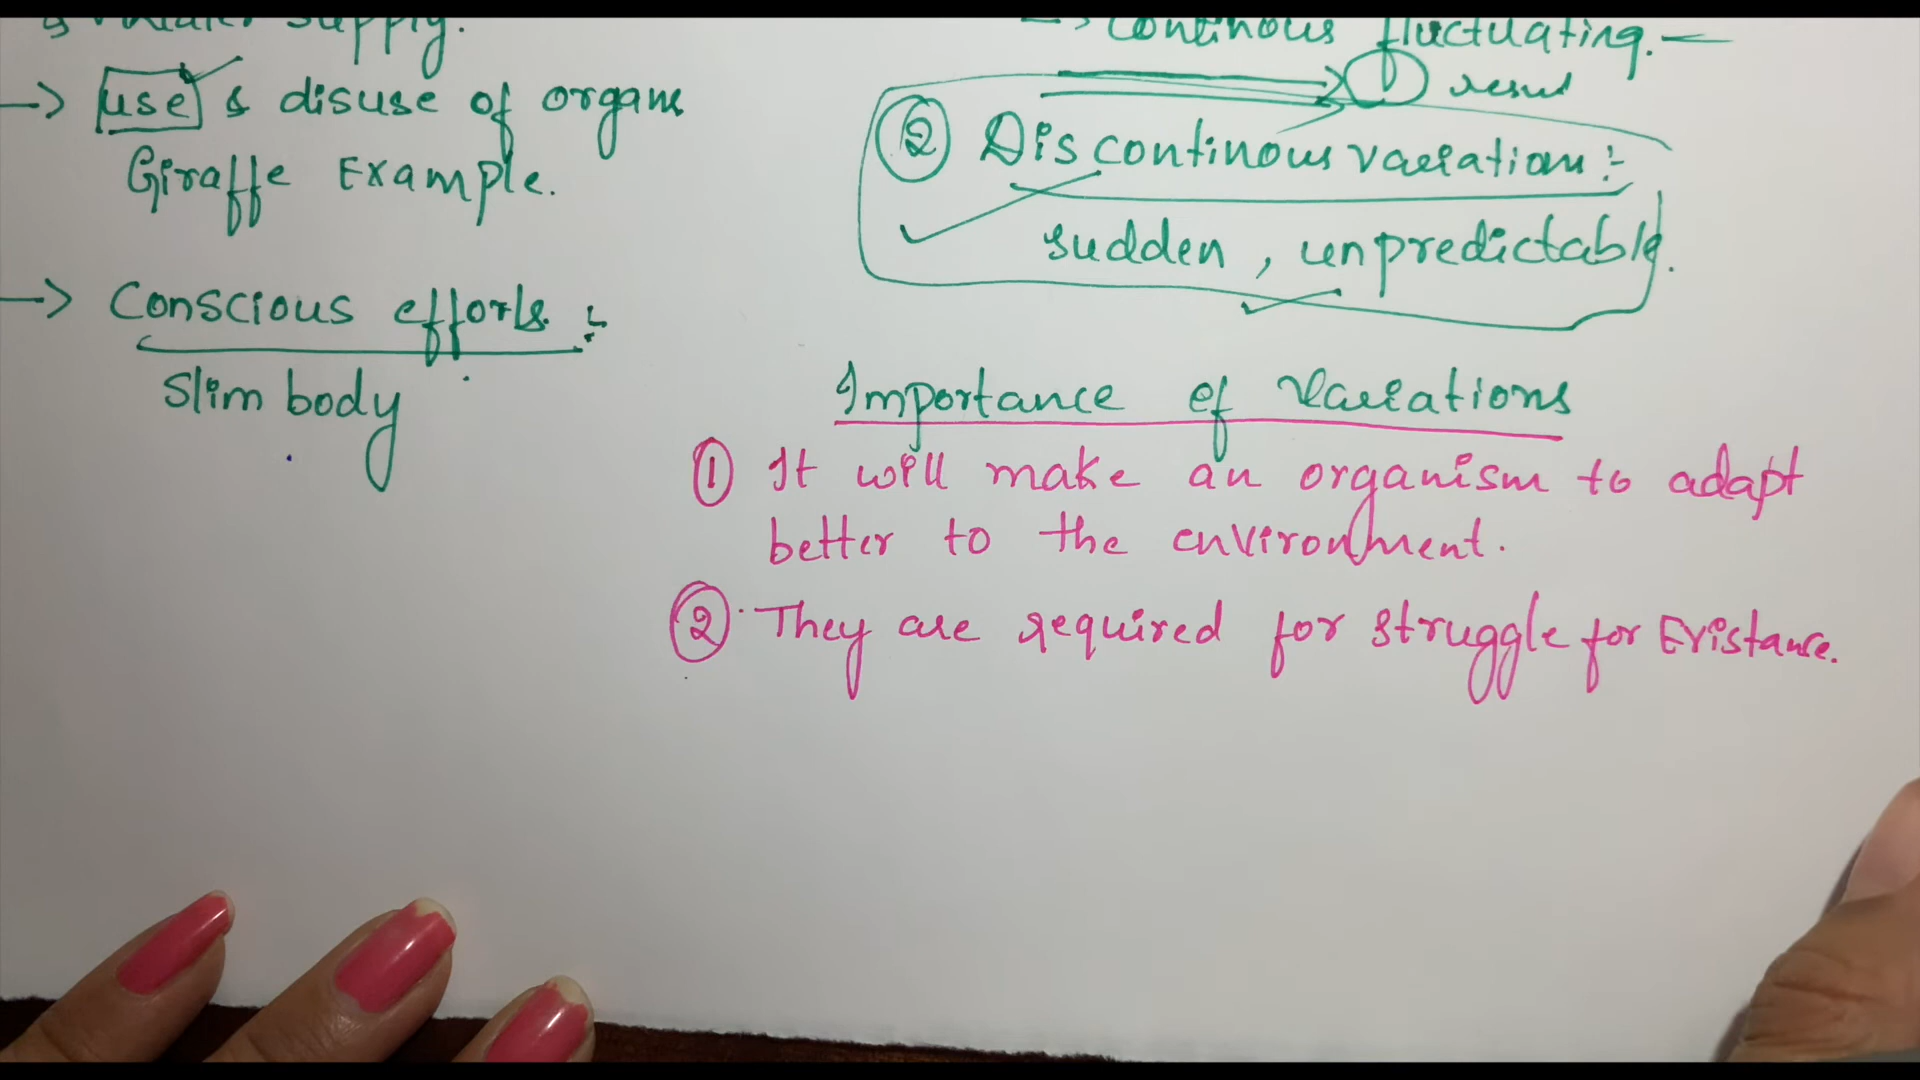 supply.
→ use & disuse of organs
Giraffe Example.
→ Conscious efforts :-
Slim body
→ continous fluctuating. —
② Discontinous variation :-
sudden, unpredictable.
Importance of Variations
① It will make an organism to adapt
better to the environment.
② They are required for struggle for Existance.